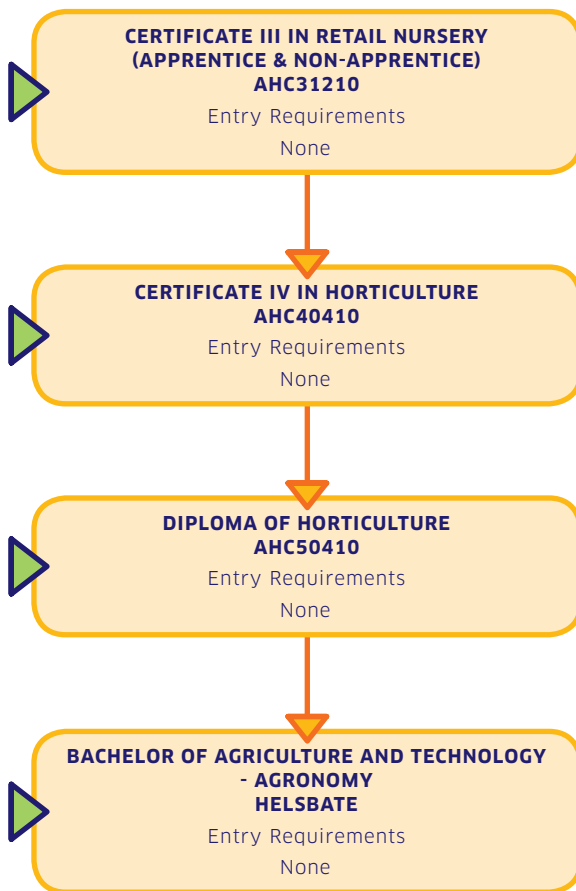 CERTIFICATE III IN RETAIL NURSERY
(APPRENTICE & NON-APPRENTICE)
AHC31210
Entry Requirements
None
CERTIFICATE IV IN HORTICULTURE
AHC40410
Entry Requirements
None
DIPLOMA OF HORTICULTURE
AHC50410
Entry Requirements
None
BACHELOR OF AGRICULTURE AND TECHNOLOGY
- AGRONOMY
HELSBATE
Entry Requirements
None